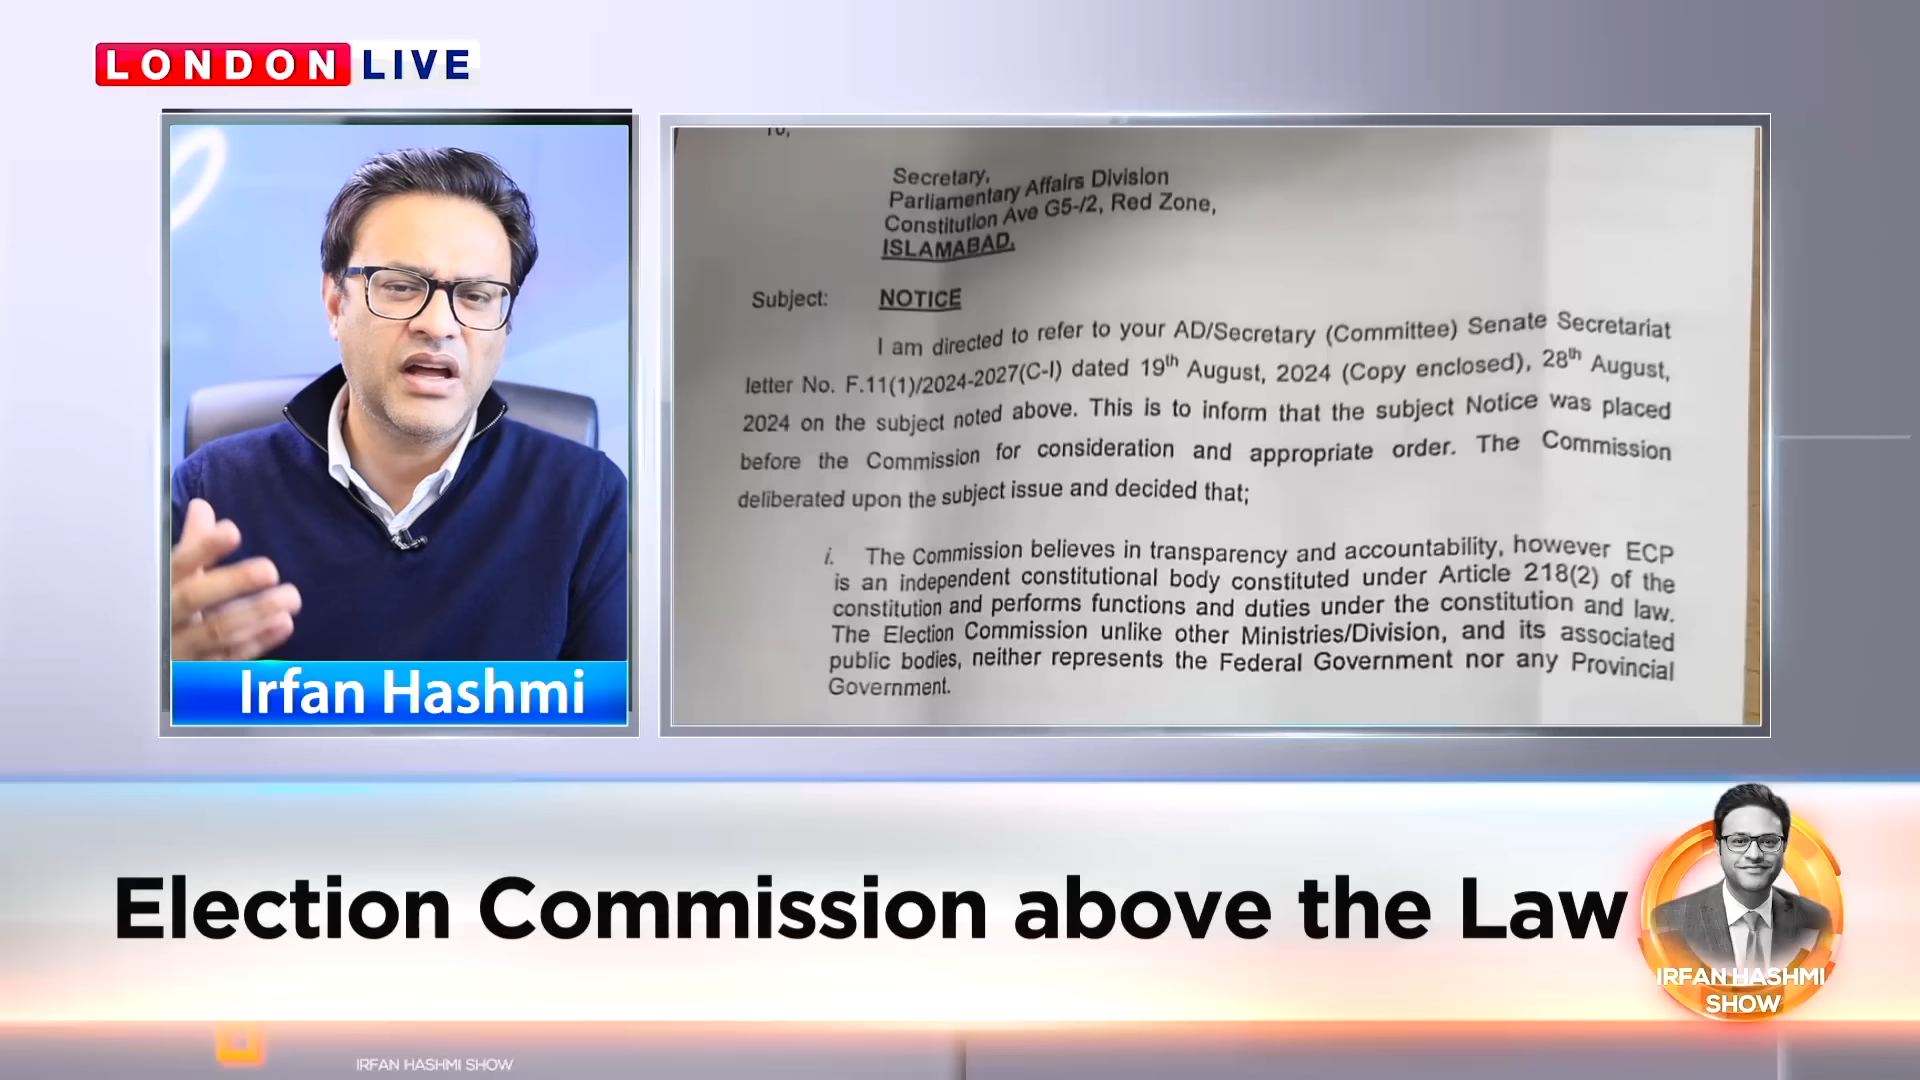 LONDON LIVE
To,
Secretary,
Parliamentary Affairs Division
Constitution Ave G5-/2, Red Zone,
ISLAMABAD.
Subject: NOTICE
I am directed to refer to your AD/Secretary (Committee) Senate Secretariat
letter No. F.11(1)/2024-2027(C-I) dated 19th August, 2024 (Copy enclosed), 28th August,
2024 on the subject noted above. This is to inform that the subject Notice was placed
before the Commission for consideration and appropriate order. The Commission
deliberated upon the subject issue and decided that;
i. The Commission believes in transparency and accountability, however ECP
is an independent constitutional body constituted under Article 218(2) of the
constitution and performs functions and duties under the constitution and law.
The Election Commission unlike other Ministries/Division, and its associated
public bodies, neither represents the Federal Government nor any Provincial
Government.
Irfan Hashmi
Election Commission above the Law
IRFAN HASHMI
SHOW
IRFAN HASHMI SHOW